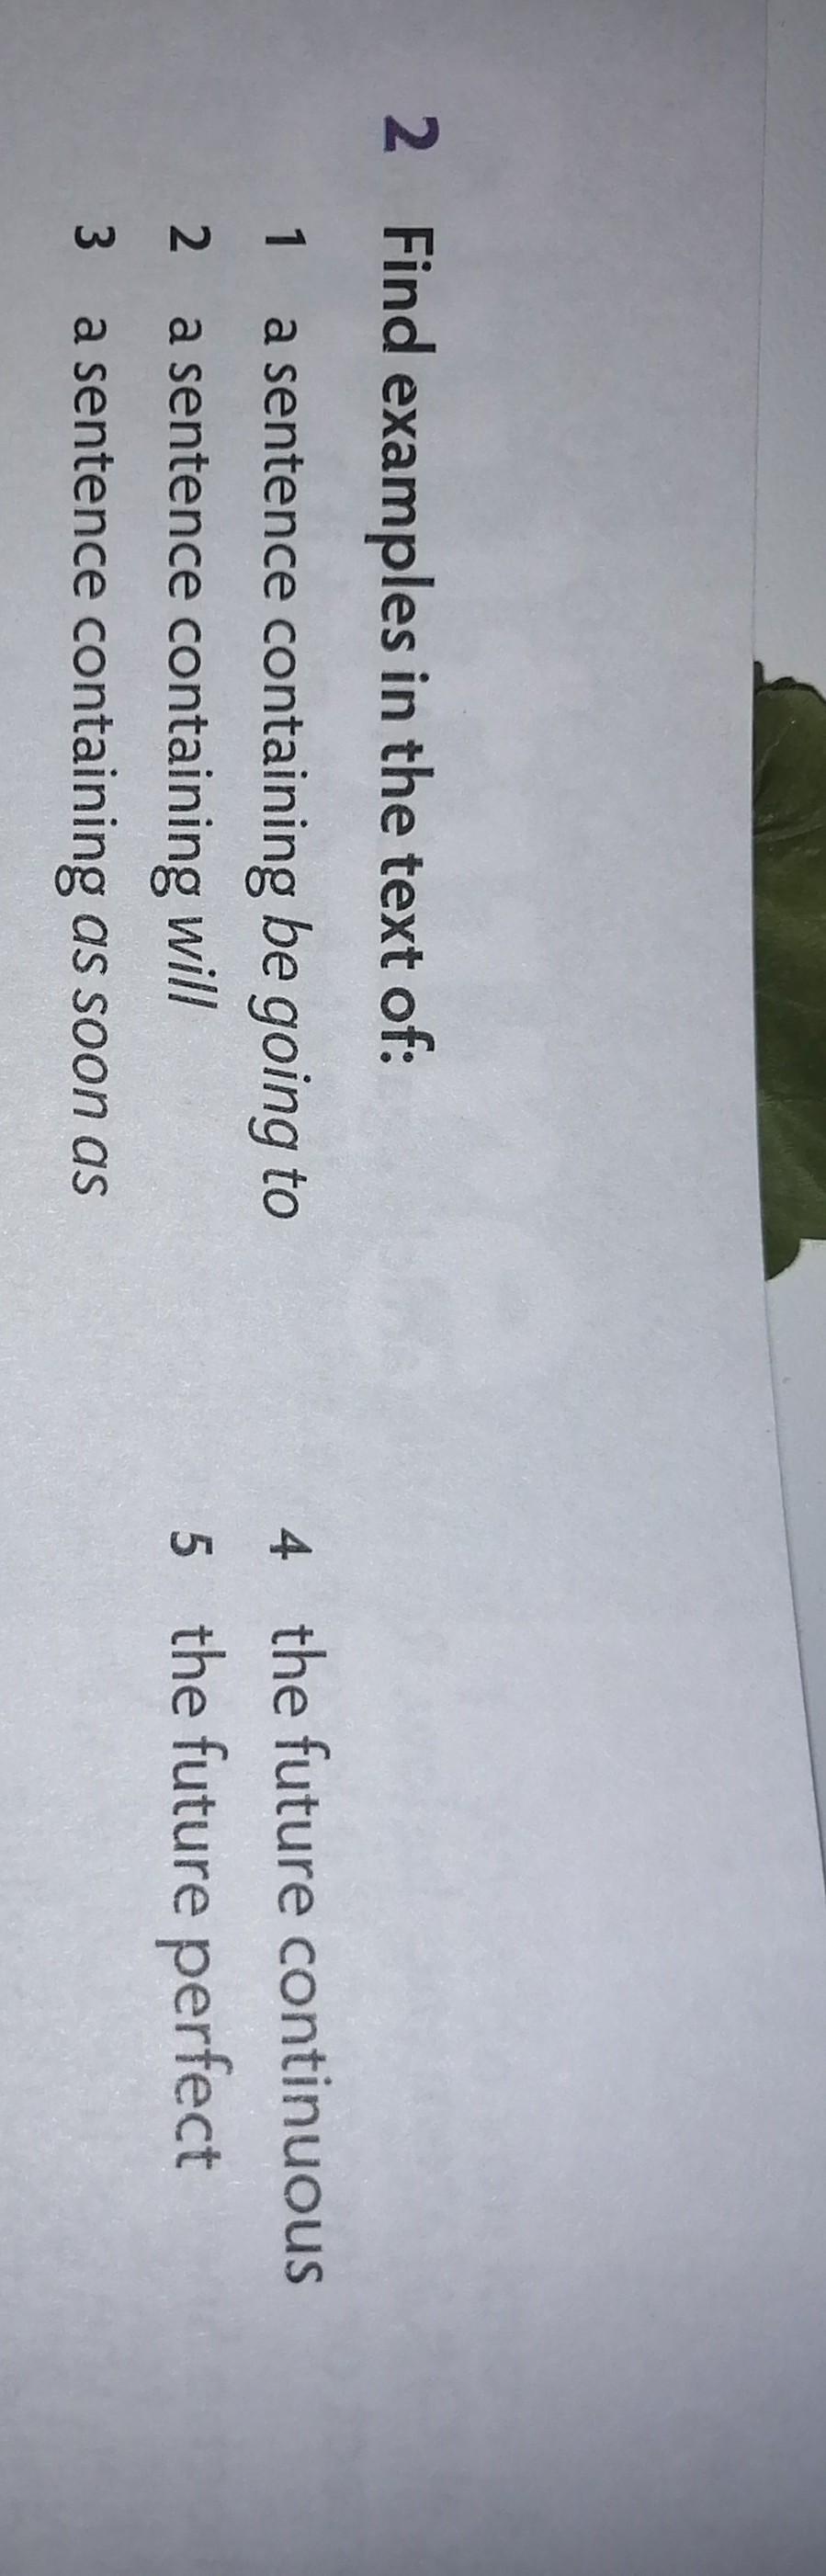 2 Find examples in the text of:
1 a sentence containing be going to
2 a sentence containing will
3 a sentence containing as soon as
4 the future continuous
5 the future perfect